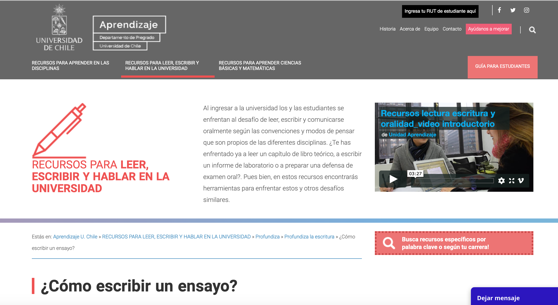 Ingresa tu RUT de estudiante aquí
UNIVERSIDAD
DE CHILE
Aprendizaje
Departamento de Pregrado
Universidad de Chile
Historia Acerca de Equipo Contacto Ayúdanos a mejorar
RECURSOS PARA APRENDER EN LAS
DISCIPLINAS
RECURSOS PARA LEER, ESCRIBIR Y
HABLAR EN LA UNIVERSIDAD
RECURSOS PARA APRENDER CIENCIAS
BÁSICAS Y MATEMÁTICAS
GUÍA PARA ESTUDIANTES
RECURSOS PARA LEER,
ESCRIBIR Y HABLAR EN LA
UNIVERSIDAD
Al ingresar a la universidad los y las estudiantes se
enfrentan al desafío de leer, escribir y comunicarse
oralmente según las convenciones y modos de pensar
que son propios de las diferentes disciplinas. ¿Te has
enfrentado ya a leer un capítulo de libro teórico, a escribir
un informe de laboratorio o a preparar una defensa de
examen oral?. Pues bien, en estos recursos encontrarás
herramientas para enfrentar estos y otros desafíos
similares.
Recursos lectura escritura y
oralidad_video introductorio
de Unidad Aprendizaje
03:27
Estás en: Aprendizaje U. Chile » RECURSOS PARA LEER, ESCRIBIR Y HABLAR EN LA UNIVERSIDAD » Profundiza » Profundiza la escritura » ¿Cómo
escribir un ensayo?
Busca recursos específicos por
palabra clave o según tu carrera!
¿Cómo escribir un ensayo?
Dejar mensaje